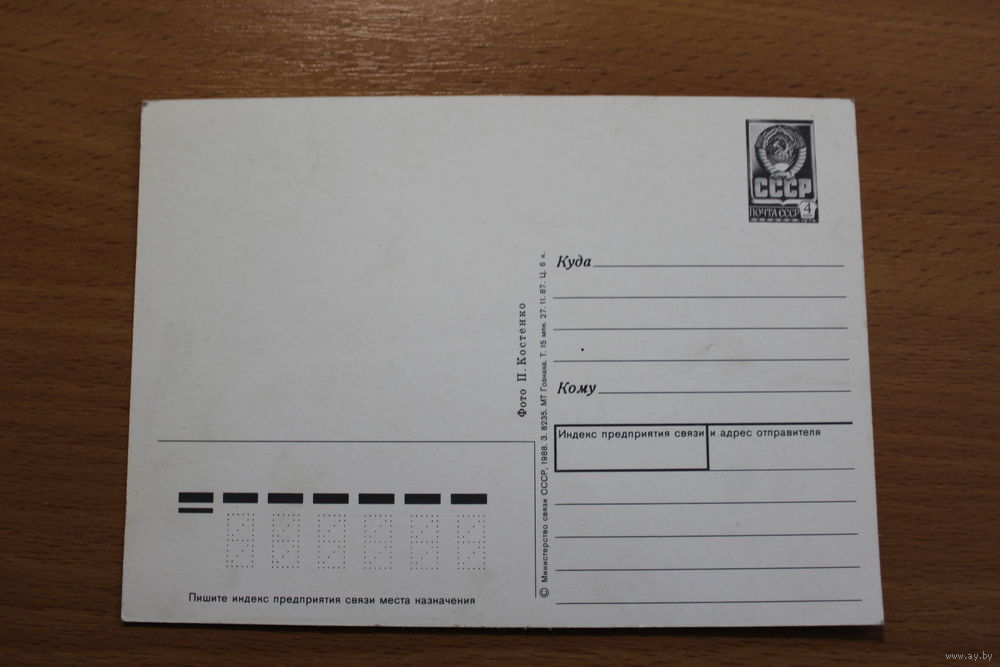 СССР
ПОЧТА СССР 4
Куда
Кому
Индекс предприятия связи и адрес отправителя
Фото П. Костенко
© Министерство связи СССР, 1988. З. 8235. МТ Гознака. Т. 15 млн. 27.11.87. Ц. 6 к.
Пишите индекс предприятия связи места назначения
www.ay.by